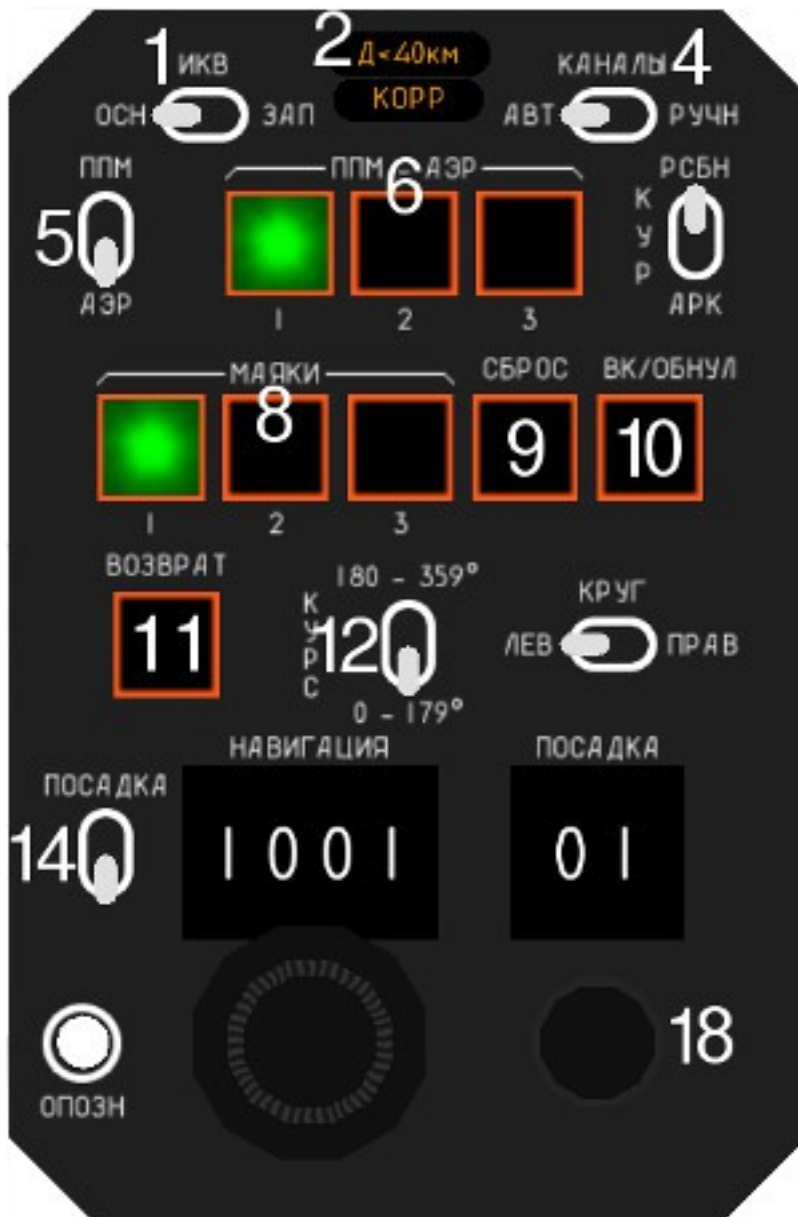 1 ИКВ 2 Д<40км КАНАЛЫ 4
ОСН ЗАП КОРР АВТ РУЧН
ППМ ППМ – АЭР РСБН
5 6 КУР
АЭР 1 2 3 АРК
МАЯКИ СБРОС ВК/ОБНУЛ
8 9 10
1 2 3
ВОЗВРАТ 180 – 359° КРУГ
11 КУРС 12 ЛЕВ ПРАВ
0 – 179°
НАВИГАЦИЯ ПОСАДКА
ПОСАДКА
14 1001 01
18
ОПОЗН